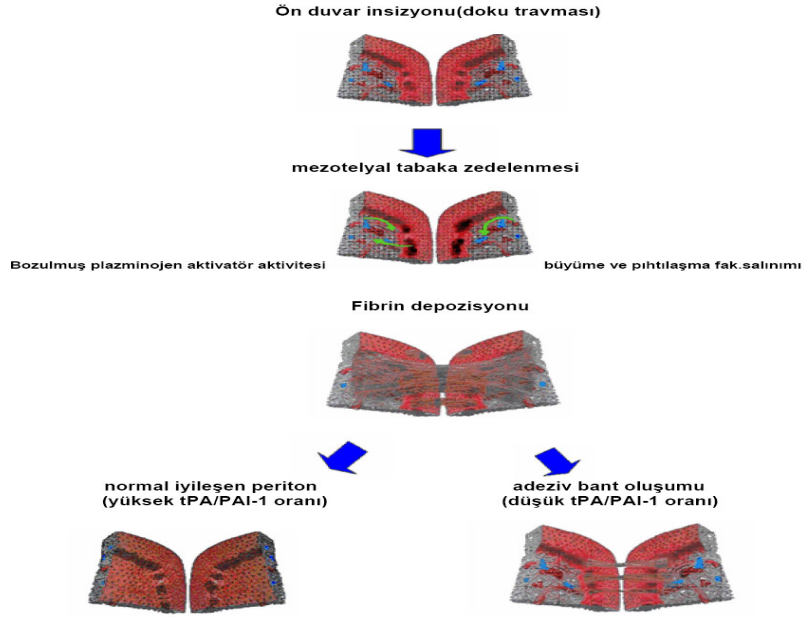 Ön duvar insizyonu(doku travması)
mezotelyal tabaka zedelenmesi
Bozulmuş plazminojen aktivatör aktivitesi
büyüme ve pıhtılaşma fak.salınımı
Fibrin depozisyonu
normal iyileşen periton
(yüksek tPA/PAI-1 oranı)
adeziv bant oluşumu
(düşük tPA/PAI-1 oranı)